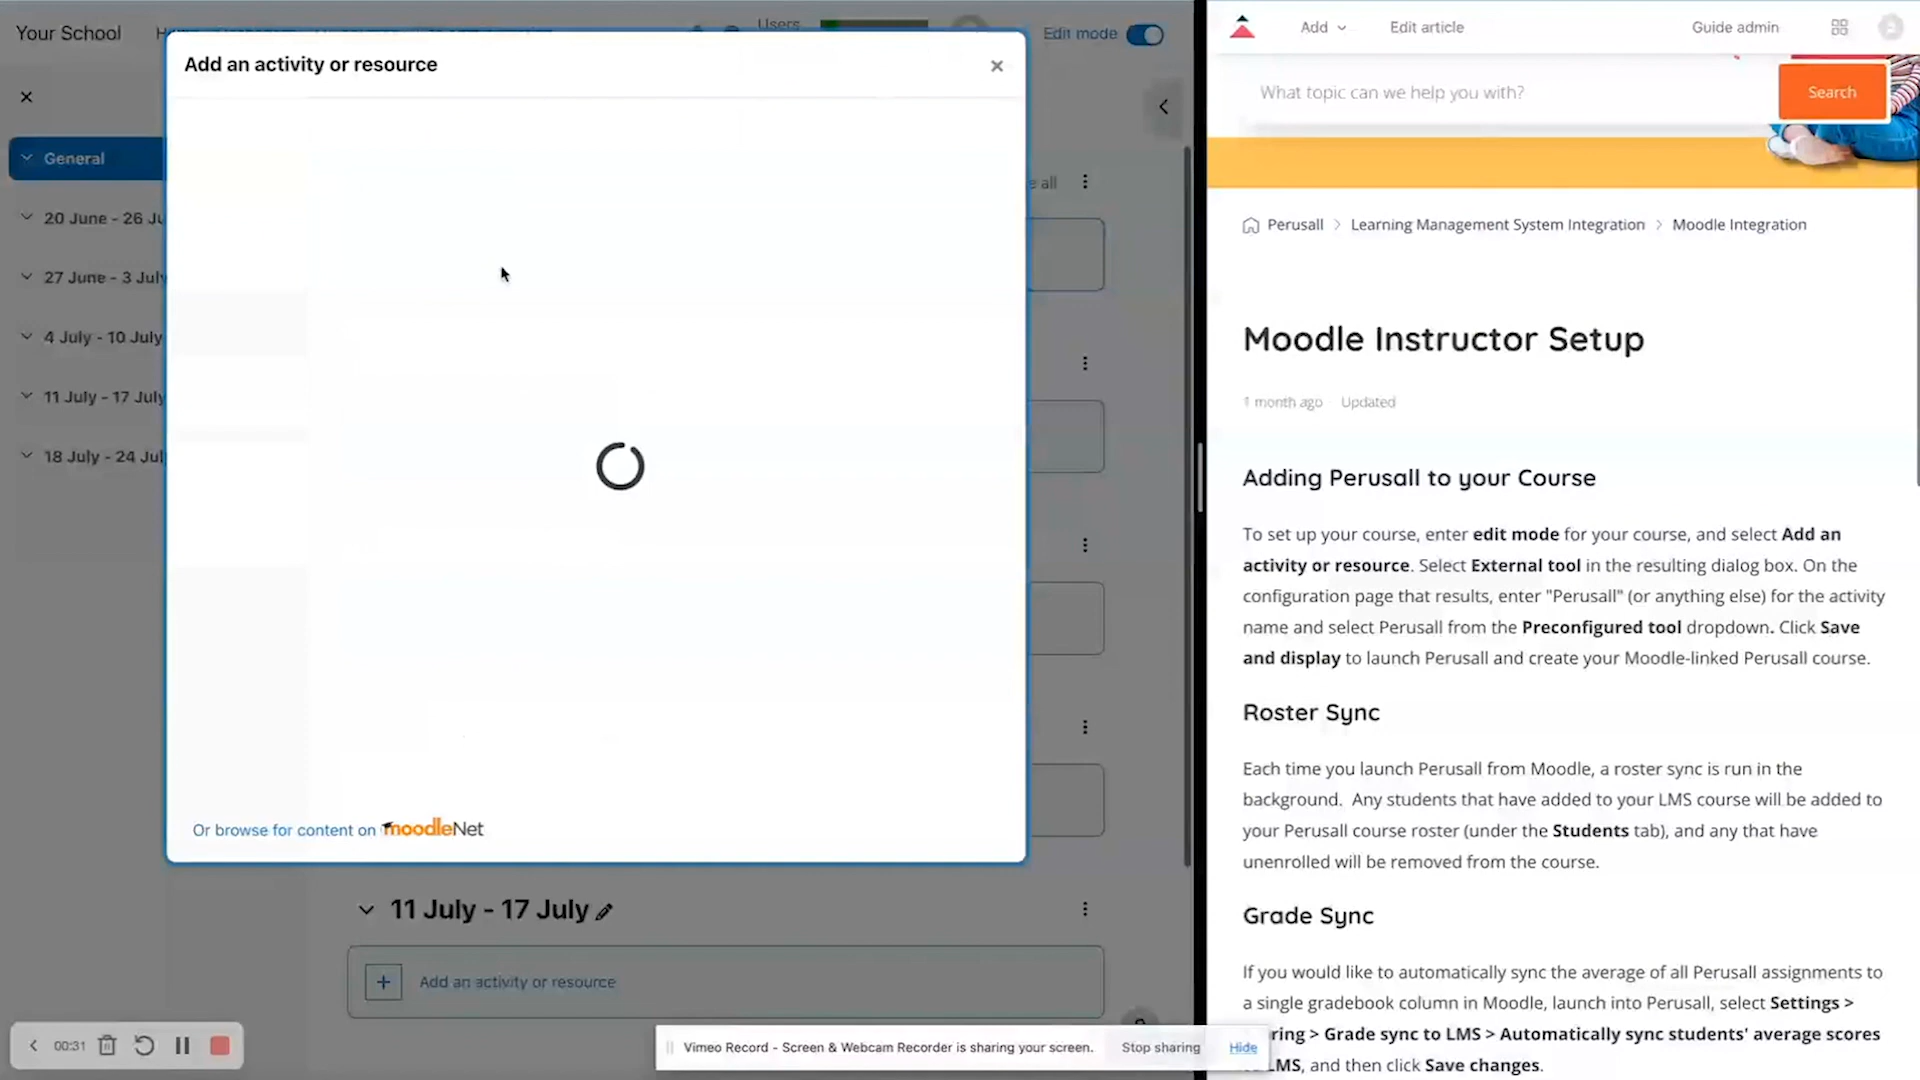 Your School
Users
Edit mode
Add an activity or resource
General
20 June - 26 Ju
27 June - 3 July
4 July - 10 July
11 July - 17 July
18 July - 24 Jul
e all
Or browse for content on moodleNet
11 July - 17 July
Add an activity or resource
00:31
Vimeo Record - Screen & Webcam Recorder is sharing your screen.
Stop sharing
Hide
Add
Edit article
Guide admin
What topic can we help you with?
Search
Perusall > Learning Management System Integration > Moodle Integration
Moodle Instructor Setup
1 month ago · Updated
Adding Perusall to your Course
To set up your course, enter edit mode for your course, and select Add an
activity or resource. Select External tool in the resulting dialog box. On the
configuration page that results, enter "Perusall" (or anything else) for the activity
name and select Perusall from the Preconfigured tool dropdown. Click Save
and display to launch Perusall and create your Moodle-linked Perusall course.
Roster Sync
Each time you launch Perusall from Moodle, a roster sync is run in the
background. Any students that have added to your LMS course will be added to
your Perusall course roster (under the Students tab), and any that have
unenrolled will be removed from the course.
Grade Sync
If you would like to automatically sync the average of all Perusall assignments to
a single gradebook column in Moodle, launch into Perusall, select Settings >
ring > Grade sync to LMS > Automatically sync students' average scores
LMS, and then click Save changes.